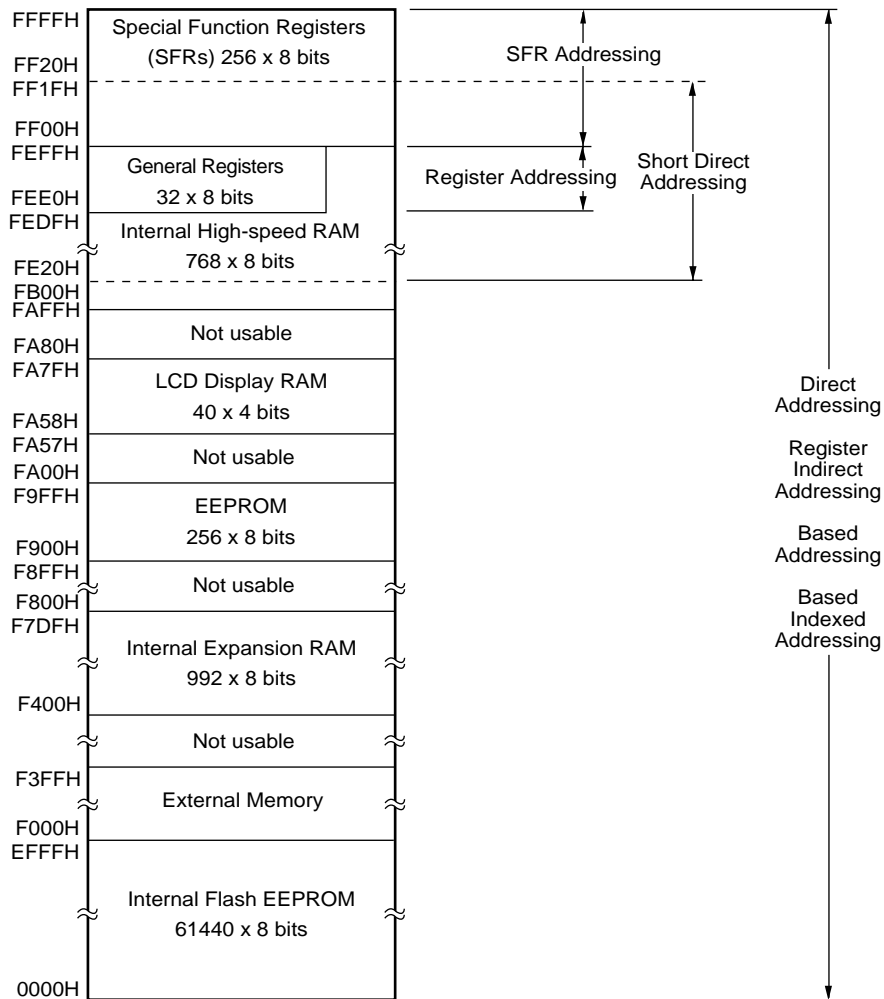 FFFFH
Special Function Registers
(SFRs) 256 x 8 bits
SFR Addressing
FF20H
FF1FH
FF00H
FEFFH
General Registers
32 x 8 bits
Register Addressing
Short Direct
Addressing
FEE0H
FEDFH
Internal High-speed RAM
768 x 8 bits
FE20H
FB00H
FAFFH
Not usable
FA80H
FA7FH
LCD Display RAM
40 x 4 bits
FA58H
FA57H
Not usable
FA00H
F9FFH
EEPROM
256 x 8 bits
F900H
F8FFH
Not usable
F800H
F7DFH
Internal Expansion RAM
992 x 8 bits
F400H
Not usable
F3FFH
External Memory
F000H
EFFFH
Internal Flash EEPROM
61440 x 8 bits
0000H
Direct
Addressing
Register
Indirect
Addressing
Based
Addressing
Based
Indexed
Addressing